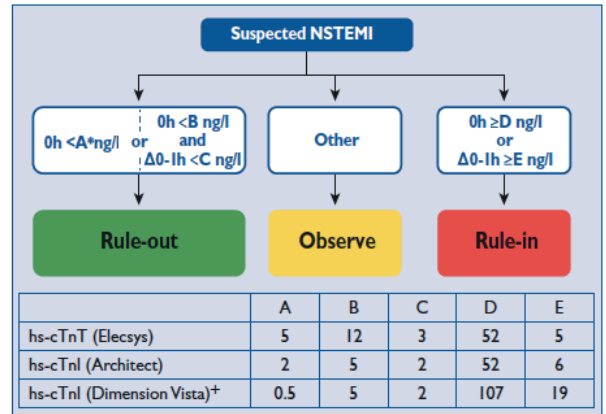 Suspected NSTEMI
0h <A*ng/l or 0h <B ng/l
and
Δ0-1h <C ng/l
Other
0h ≥D ng/l
or
Δ0-1h ≥E ng/l
Rule-out
Observe
Rule-in
A B C D E
hs-cTnT (Elecsys) 5 12 3 52 5
hs-cTnI (Architect) 2 5 2 52 6
hs-cTnI (Dimension Vista)+ 0.5 5 2 107 19